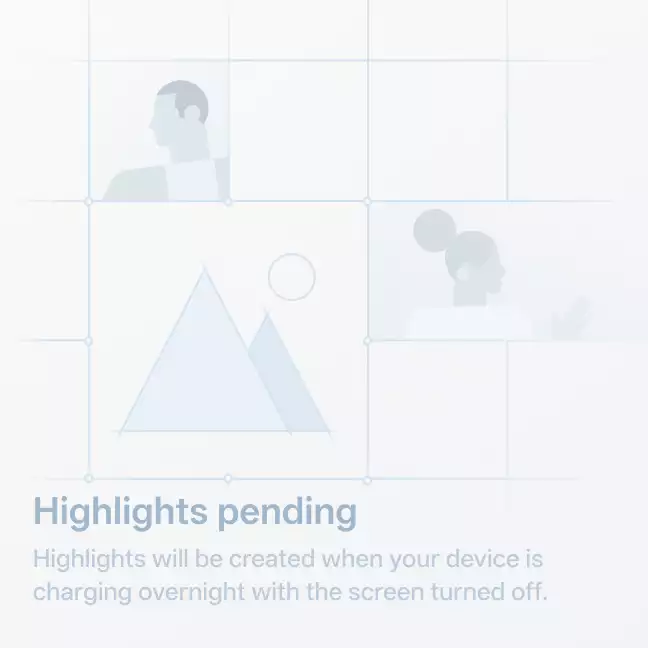 Highlights pending
Highlights will be created when your device is
charging overnight with the screen turned off.